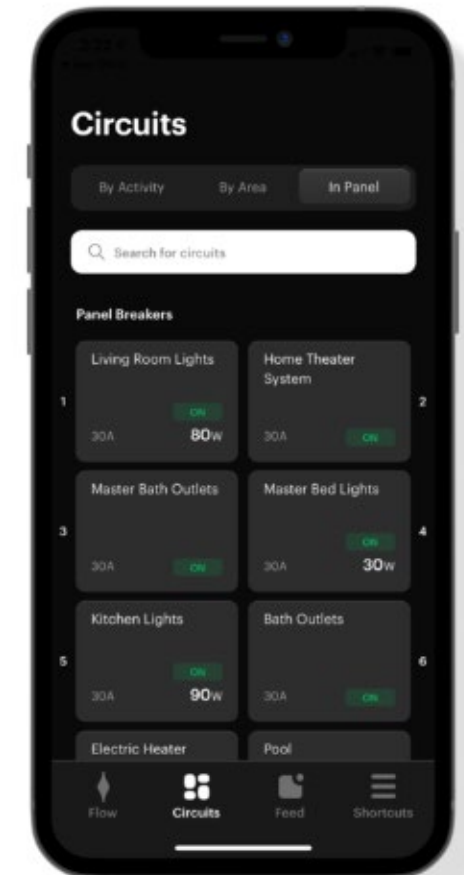 Circuits
By Activity By Area In Panel
Search for circuits
Panel Breakers
Living Room Lights
1
ON
30A 80W
Home Theater
System
2
30A ON
Master Bath Outlets
3
30A ON
Master Bed Lights
4
ON
30A 30W
Kitchen Lights
5
ON
30A 90W
Bath Outlets
6
30A ON
Electric Heater
Pool
Flow Circuits Feed Shortcuts